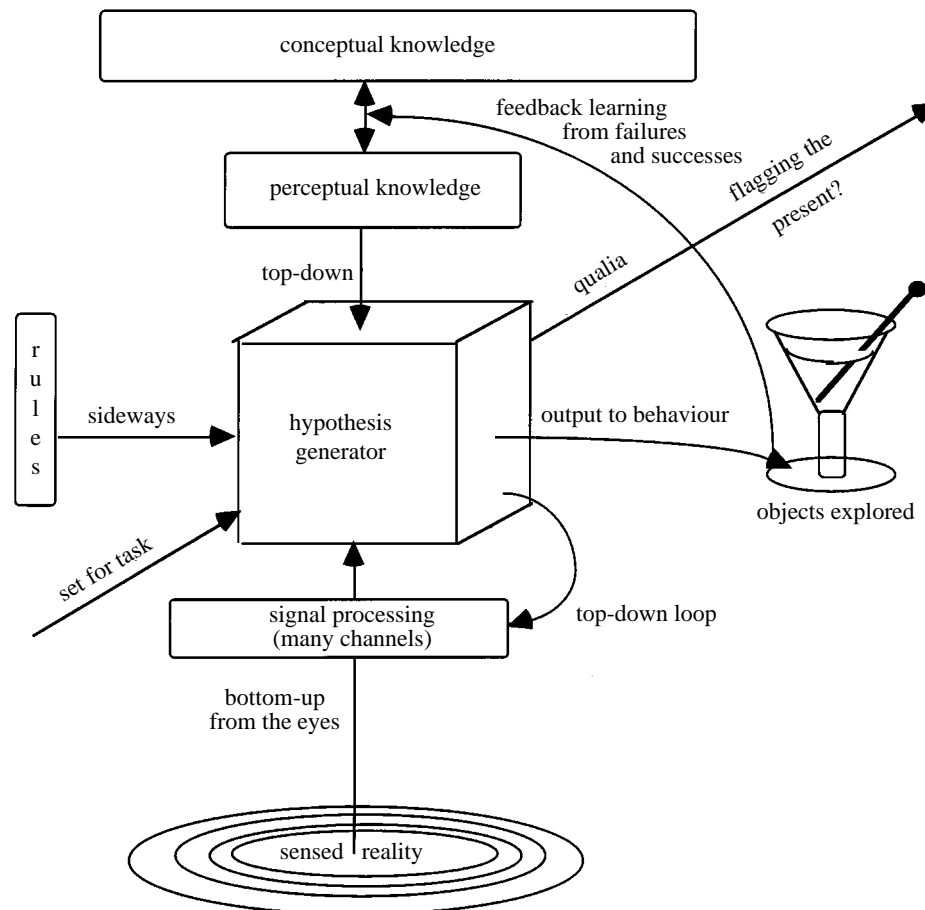 conceptual knowledge
feedback learning
from failures
and successes
perceptual knowledge
flagging the
present?
top-down
qualia
rules
sideways
hypothesis
generator
output to behaviour
objects explored
set for task
signal processing
(many channels)
top-down loop
bottom-up
from the eyes
sensed reality